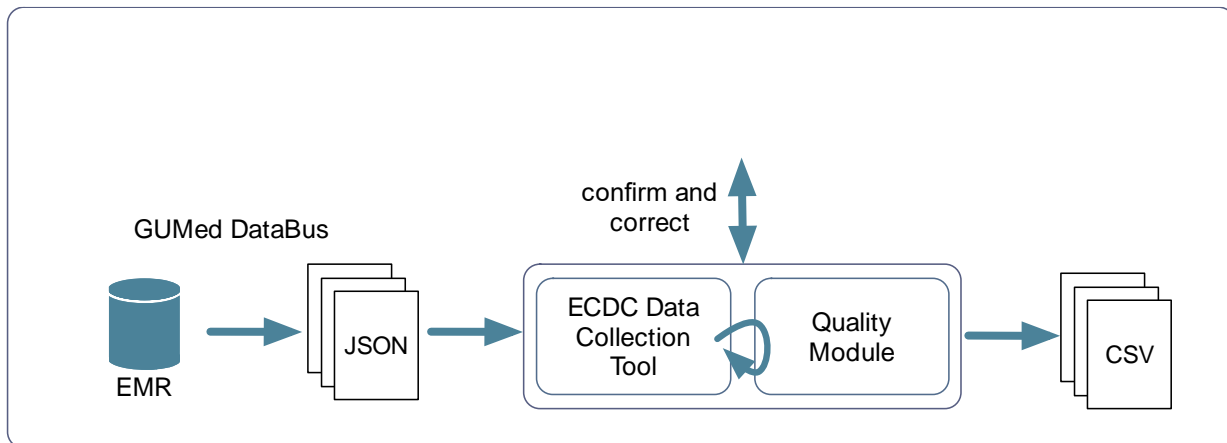 confirm and
correct
GUMed DataBus
EMR
JSON
ECDC Data
Collection
Tool
Quality
Module
CSV